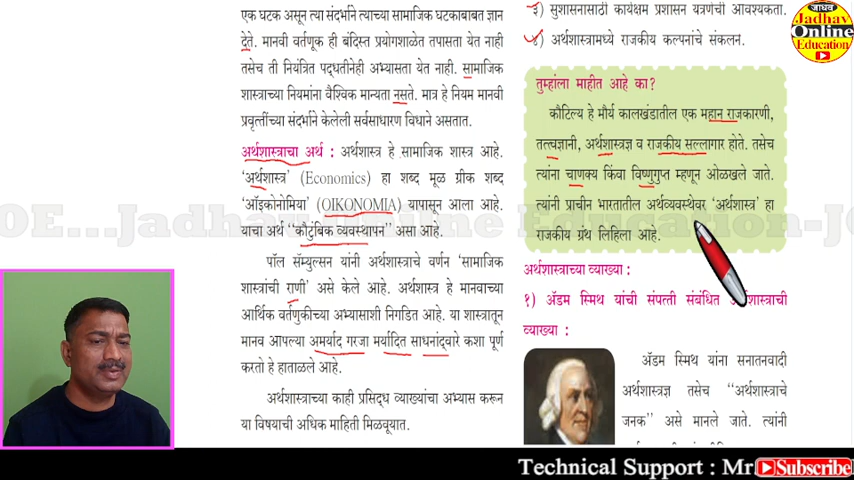 एक घटक असून त्या संदर्भाने त्याच्या सामाजिक घटकाबाबत ज्ञान
देते. मानवी वर्तणूक ही बंदिस्त प्रयोगशाळेत तपासता येत नाही
तसेच ती नियंत्रित पद्धतीनेही अभ्यासता येत नाही. सामाजिक
शास्त्राच्या नियमांना वैश्विक मान्यता नसते. मात्र हे नियम मानवी
प्रवृत्तींच्या संदर्भाने केलेली सर्वसाधारण विधाने असतात.
अर्थशास्त्राचा अर्थ : अर्थशास्त्र हे सामाजिक शास्त्र आहे.
‘अर्थशास्त्र’ (Economics) हा शब्द मूळ ग्रीक शब्द
‘ऑइकोनोमिया’ (OIKONOMIA) यापासून आला आहे.
याचा अर्थ ‘‘कौटुंबिक व्यवस्थापन’’ असा आहे.
पॉल सॅम्युल्सन यांनी अर्थशास्त्राचे वर्णन ‘सामाजिक
शास्त्रांची राणी’ असे केले आहे. अर्थशास्त्र हे मानवाच्या
आर्थिक वर्तणुकीच्या अभ्यासाशी निगडित आहे. या शास्त्रातून
मानव आपल्या अमर्याद गरजा मर्यादित साधनांद्वारे कशा पूर्ण
करतो हे हाताळले आहे.
अर्थशास्त्राच्या काही प्रसिद्ध व्याख्यांचा अभ्यास करून
या विषयाची अधिक माहिती मिळवूयात.
३) सुशासनासाठी कार्यक्षम प्रशासन यंत्रणेची आवश्यकता.
४) अर्थशास्त्रामध्ये राजकीय कल्पनांचे संकलन.
तुम्हांला माहीत आहे का?
कौटिल्य हे मौर्य कालखंडातील एक महान राजकारणी,
तत्त्वज्ञानी, अर्थशास्त्रज्ञ व राजकीय सल्लागार होते. तसेच
त्यांना चाणक्य किंवा विष्णुगुप्त म्हणून ओळखले जाते.
त्यांनी प्राचीन भारतातील अर्थव्यवस्थेवर ‘अर्थशास्त्र’ हा
राजकीय ग्रंथ लिहिला आहे.
अर्थशास्त्राच्या व्याख्या :
१) ॲडम स्मिथ यांची संपत्ती संबंधित अर्थशास्त्राची
व्याख्या :
ॲडम स्मिथ यांना सनातनवादी
अर्थशास्त्रज्ञ तसेच ‘‘अर्थशास्त्राचे
जनक’’ असे मानले जाते. त्यांनी
जाधव
Jadhav
Online
Education
Technical Support : Mr
Subscribe